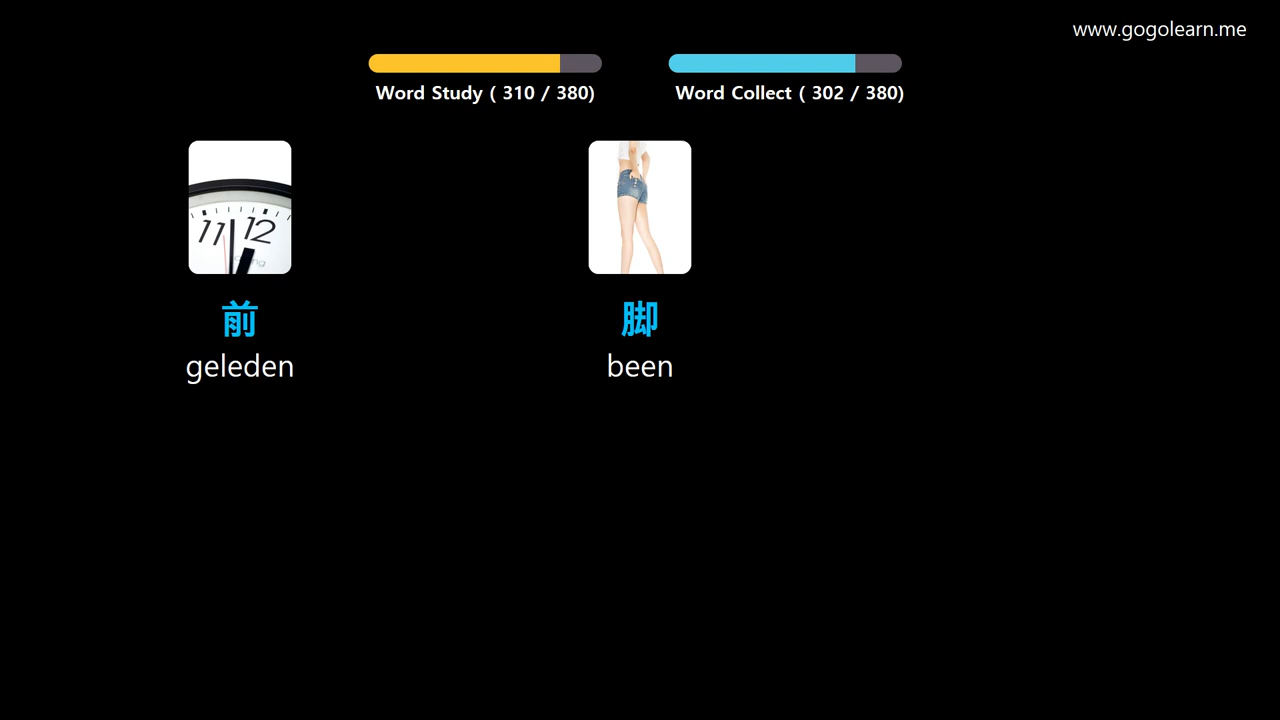 www.gogolearn.me
Word Study ( 310 / 380)
Word Collect ( 302 / 380)
11 12
前
geleden
脚
been